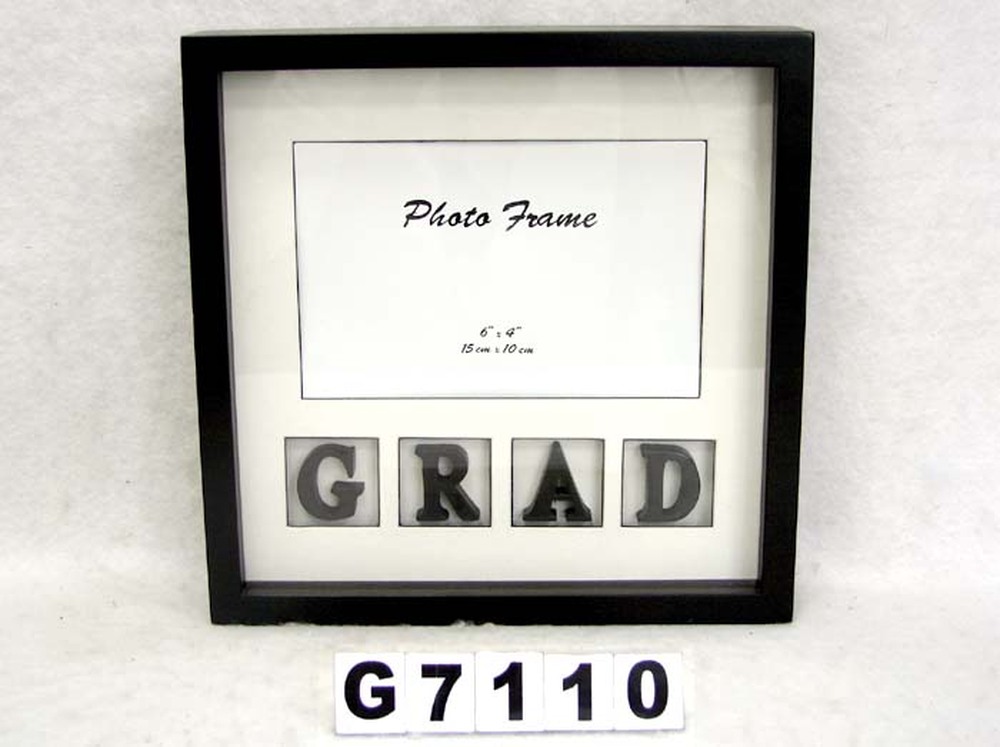 Photo Frame
6" x 4"
15 cm x 10 cm
GRAD
G7110